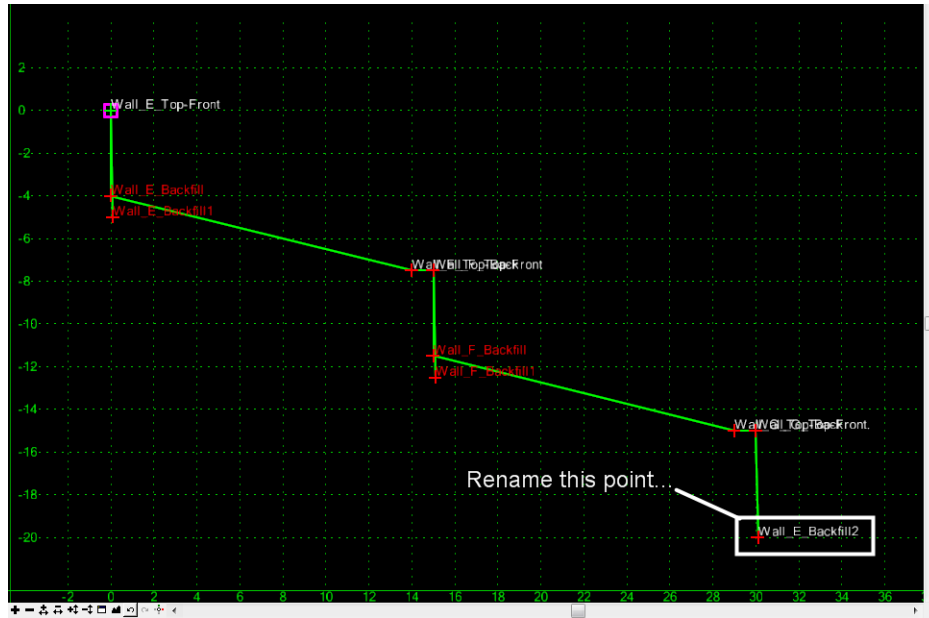 2
0
Wall_E_Top-Front
-2
-4
Wall_E_Backfill
Wall_E_Backfill1
-6
-8
-10
Wall_F_Backfill
-12
Wall_F_Backfill1
-14
-16
Rename this point...
-18
-20
Wall_E_Backfill2
-2 0 2 4 6 8 10 12 14 16 18 20 22 24 26 28 30 32 34 36